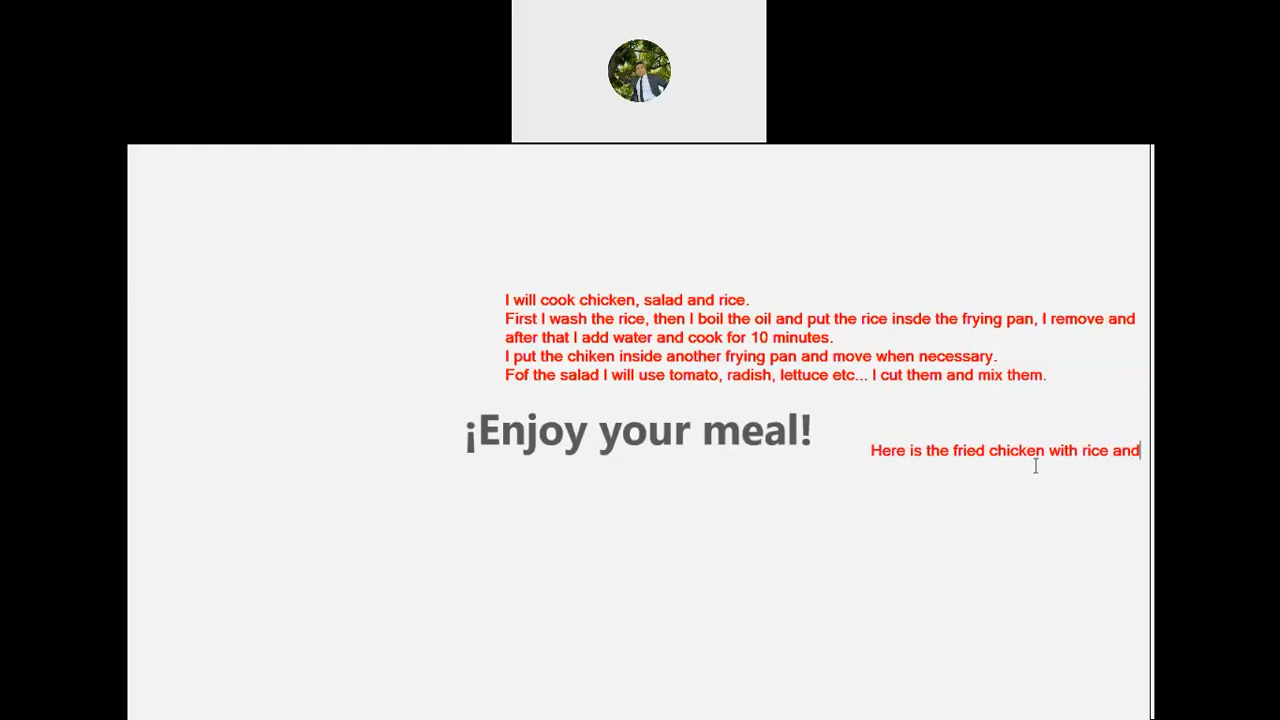 I will cook chicken, salad and rice.
First I wash the rice, then I boil the oil and put the rice insde the frying pan, I remove and
after that I add water and cook for 10 minutes.
I put the chiken inside another frying pan and move when necessary.
Fof the salad I will use tomato, radish, lettuce etc... I cut them and mix them.
¡Enjoy your meal!
Here is the fried chicken with rice and